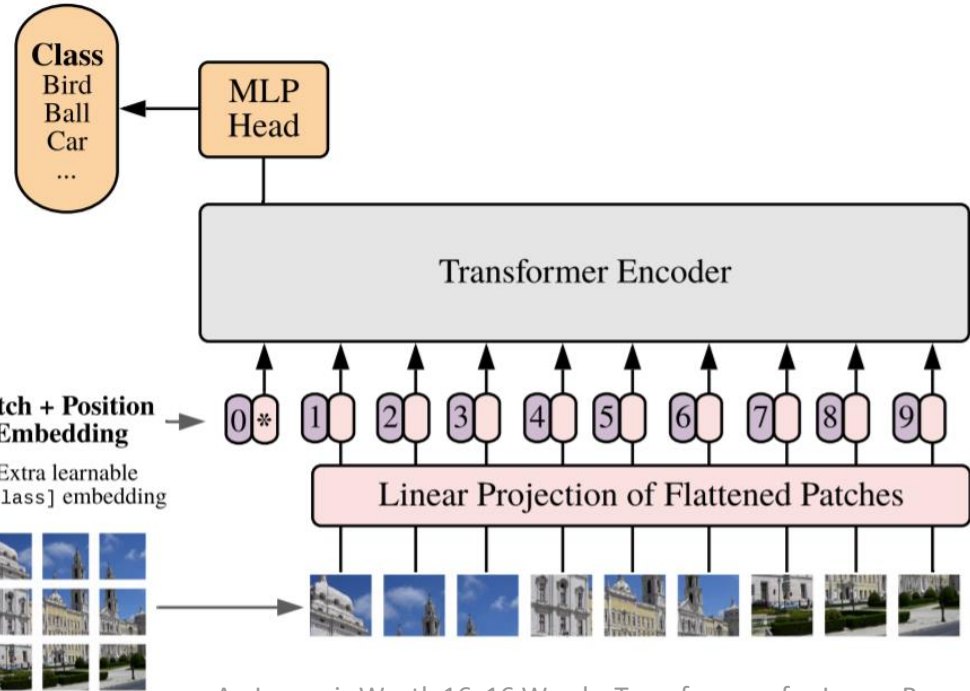 Class
Bird
Ball
Car
...
MLP
Head
Transformer Encoder
tch + Position
Embedding
0 * 1 2 3 4 5 6 7 8 9
Extra learnable
lass] embedding
Linear Projection of Flattened Patches